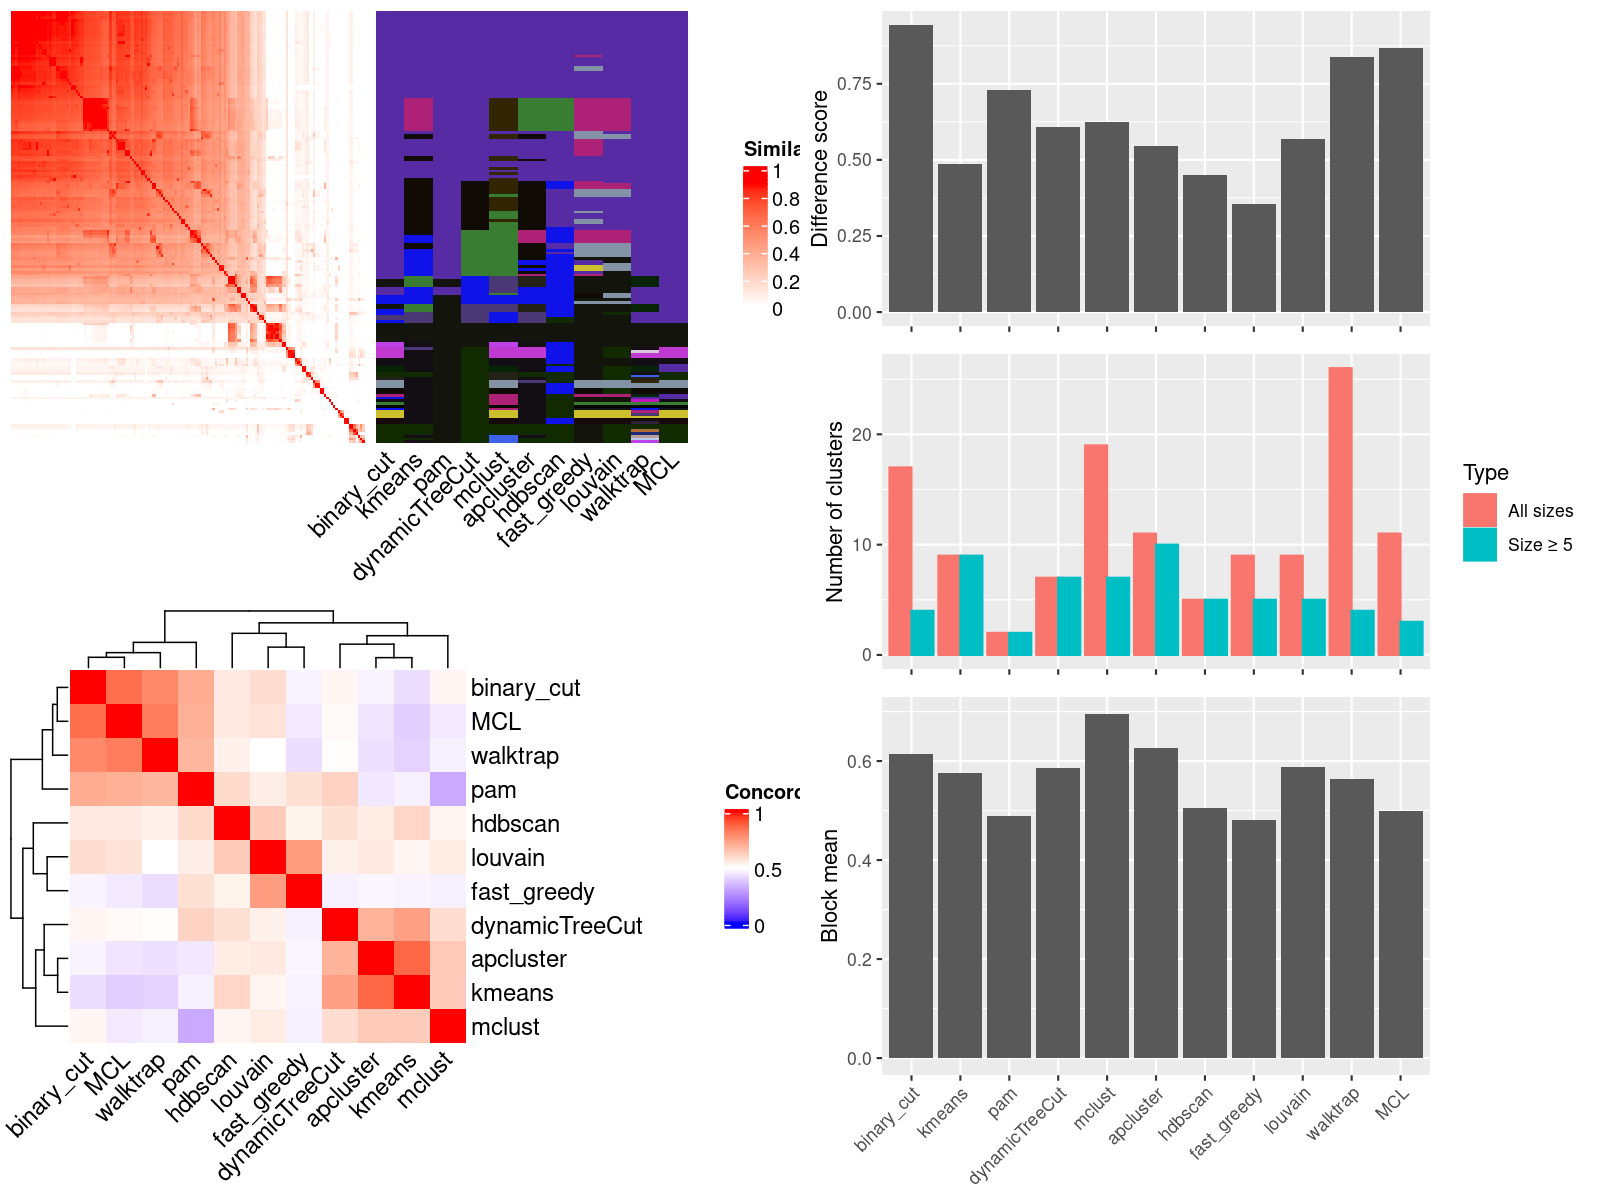 Simila
1
0.8
0.6
0.4
0.2
0
binary_cut
kmeans
pam
dynamicTreeCut
mclust
apcluster
hdbscan
fast_greedy
louvain
walktrap
MCL
Difference score
0.75
0.50
0.25
0.00
Number of clusters
20
10
0
Type
All sizes
Size ≥ 5
binary_cut
MCL
walktrap
pam
hdbscan
louvain
fast_greedy
dynamicTreeCut
apcluster
kmeans
mclust
binary_cut
MCL
walktrap
pam
hdbscan
louvain
fast_greedy
dynamicTreeCut
apcluster
kmeans
mclust
Concord
1
0.5
0
Block mean
0.6
0.4
0.2
0.0
binary_cut
kmeans
pam
dynamicTreeCut
mclust
apcluster
hdbscan
fast_greedy
louvain
walktrap
MCL